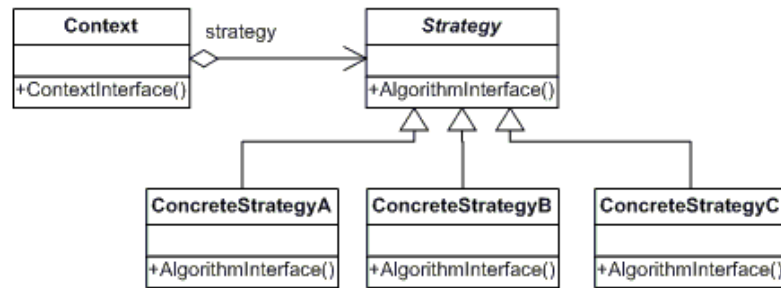 Context
strategy
Strategy
+ContextInterface()
+AlgorithmInterface()
ConcreteStrategyA
ConcreteStrategyB
ConcreteStrategyC
+AlgorithmInterface()
+AlgorithmInterface()
+AlgorithmInterface()